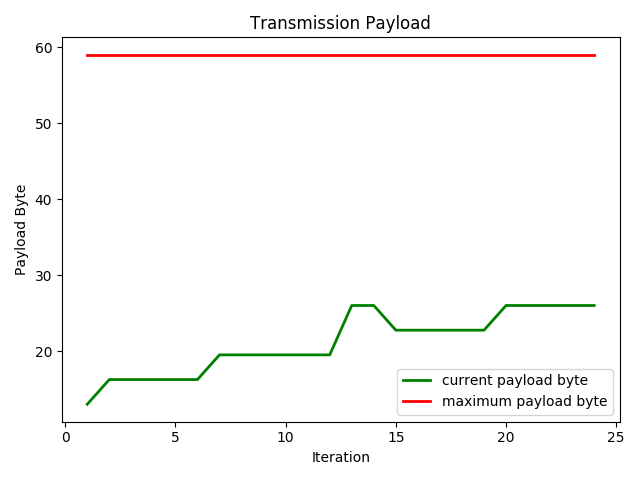 Transmission Payload
60
50
40
30
20
Payload Byte
current payload byte
maximum payload byte
0 5 10 15 20 25
Iteration